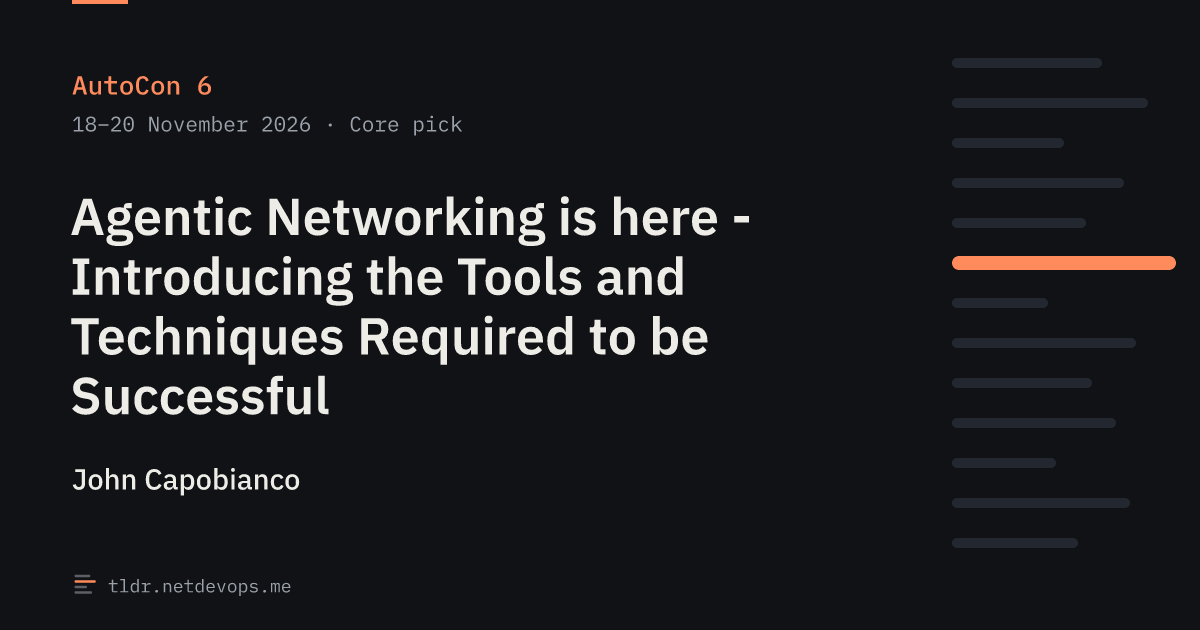 AutoCon 6
18–20 November 2026 · Core pick
Agentic Networking is here -
Introducing the Tools and
Techniques Required to be
Successful
John Capobianco
tldr.netdevops.me